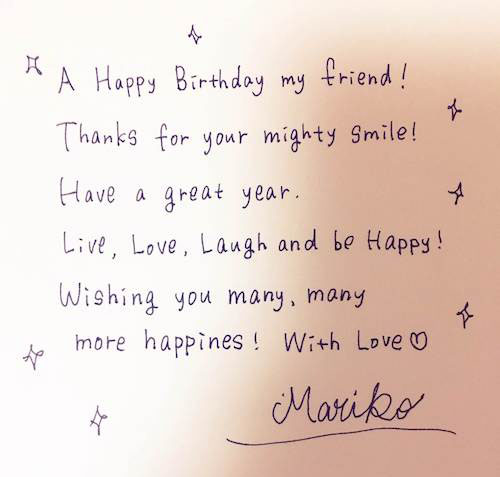 A Happy Birthday my friend!
Thanks for your mighty smile!
Have a great year.
Live, Love, Laugh and be Happy!
Wishing you many, many
more happines! With Love♡
Mariko